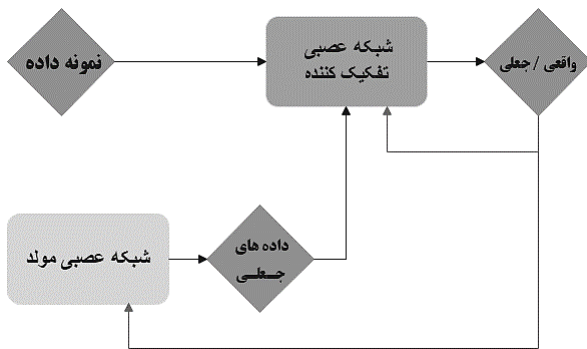 نمونه داده
شبکه عصبی
تفکیک کننده
واقعی / جعلی
شبکه عصبی مولد
داده های
جعلی